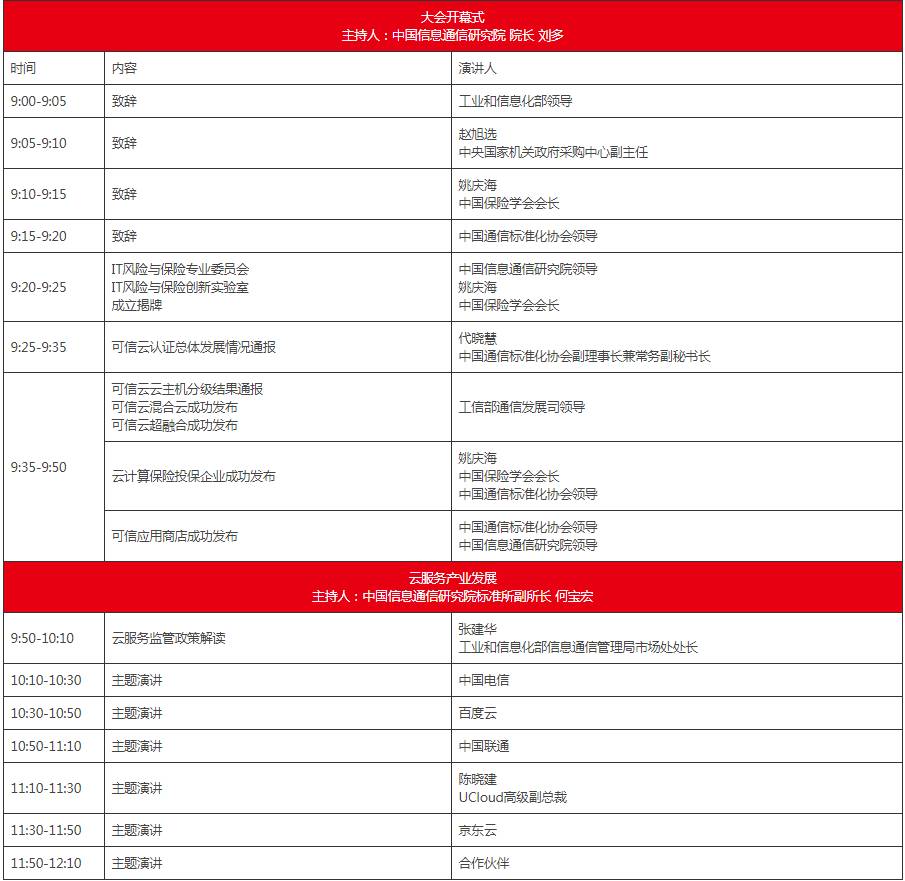 大会开幕式
主持人：中国信息通信研究院 院长 刘多
时间 内容 演讲人
9:00-9:05 致辞 工业和信息化部领导
9:05-9:10 致辞 赵旭选
中央国家机关政府采购中心副主任
9:10-9:15 致辞 姚庆海
中国保险学会会长
9:15-9:20 致辞 中国通信标准化协会领导
9:20-9:25
IT风险与保险专业委员会
IT风险与保险创新实验室
成立揭牌
中国信息通信研究院领导
姚庆海
中国保险学会会长
9:25-9:35 可信云认证总体发展情况通报
代晓慧
中国通信标准化协会副理事长兼常务副秘书长
9:35-9:50
可信云云主机分级结果通报
可信云混合云成功发布
可信云超融合成功发布
工信部通信发展司领导
云计算保险投保企业成功发布
姚庆海
中国保险学会会长
中国通信标准化协会领导
可信应用商店成功发布
中国通信标准化协会领导
中国信息通信研究院领导
云服务产业发展
主持人：中国信息通信研究院标准所副所长 何宝宏
9:50-10:10 云服务监管政策解读
张建华
工业和信息化部信息通信管理局市场处处长
10:10-10:30 主题演讲 中国电信
10:30-10:50 主题演讲 百度云
10:50-11:10 主题演讲 中国联通
11:10-11:30 主题演讲
陈晓建
UCloud高级副总裁
11:30-11:50 主题演讲 京东云
11:50-12:10 主题演讲 合作伙伴